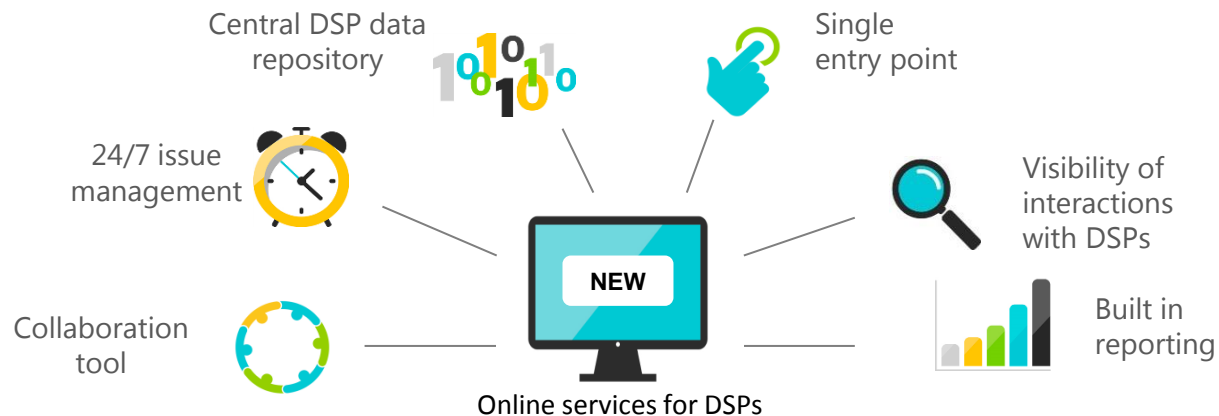 Central DSP data
repository
Single
entry point
24/7 issue
management
Visibility of
interactions
with DSPs
NEW
Collaboration
tool
Built in
reporting
Online services for DSPs